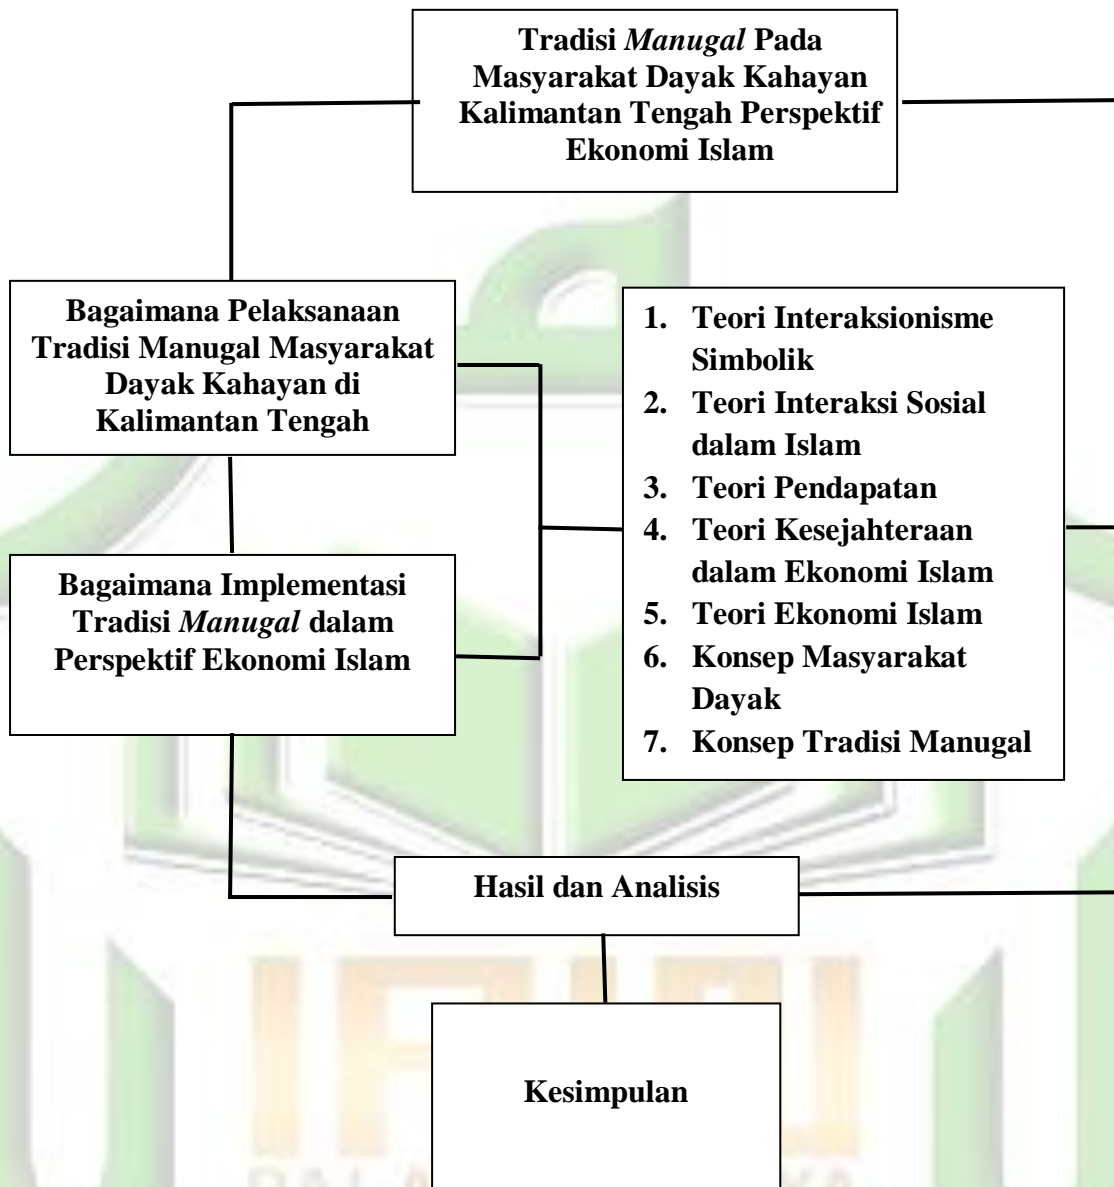 Tradisi Manugal Pada
Masyarakat Dayak Kahayan
Kalimantan Tengah Perspektif
Ekonomi Islam
Bagaimana Pelaksanaan
Tradisi Manugal Masyarakat
Dayak Kahayan di
Kalimantan Tengah
1. Teori Interaksionisme
Simbolik
2. Teori Interaksi Sosial
dalam Islam
3. Teori Pendapatan
4. Teori Kesejahteraan
dalam Ekonomi Islam
5. Teori Ekonomi Islam
6. Konsep Masyarakat
Dayak
7. Konsep Tradisi Manugal
Bagaimana Implementasi
Tradisi Manugal dalam
Perspektif Ekonomi Islam
Hasil dan Analisis
Kesimpulan